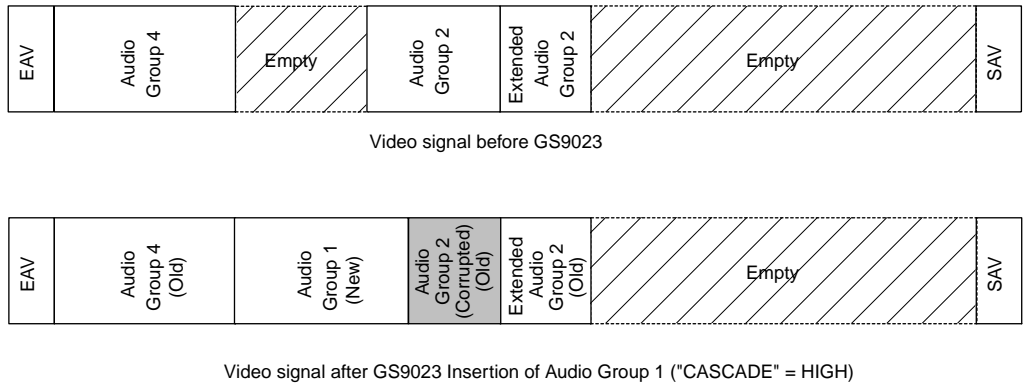 EAV
Audio
Group 4
Empty
Audio
Group 2
Extended
Audio
Group 2
Empty
SAV
Video signal before GS9023
EAV
Audio
Group 4
(Old)
Audio
Group 1
(New)
Audio
Group 2
(Corrupted)
(Old)
Extended
Audio
Group 2
(Old)
Empty
SAV
Video signal after GS9023 Insertion of Audio Group 1 ("CASCADE" = HIGH)